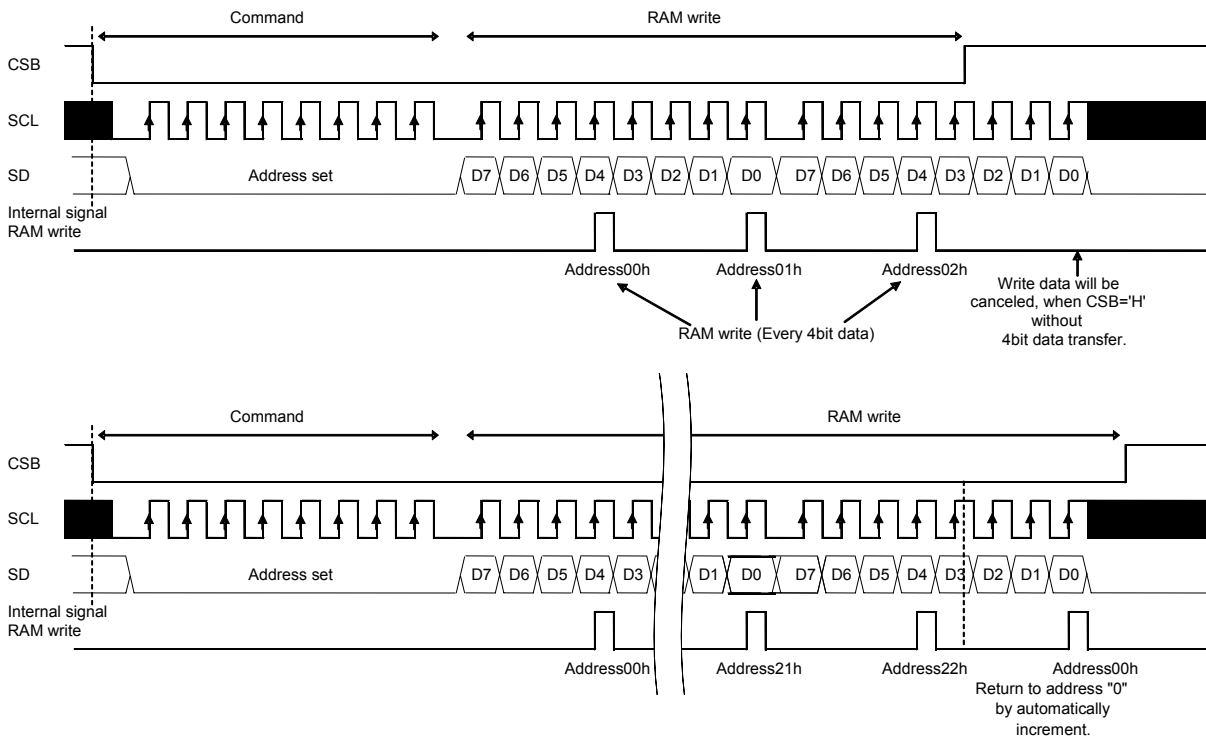 Command RAM write
CSB
SCL
SD Address set D7 D6 D5 D4 D3 D2 D1 D0 D7 D6 D5 D4 D3 D2 D1 D0
Internal signal
RAM write
Address00h Address01h Address02h
RAM write (Every 4bit data)
Write data will be
canceled, when CSB='H'
without
4bit data transfer.
Command RAM write
CSB
SCL
SD Address set D7 D6 D5 D4 D3 D1 D0 D7 D6 D5 D4 D3 D2 D1 D0
Internal signal
RAM write
Address00h Address21h Address22h Address00h
Return to address "0"
by automatically
increment.